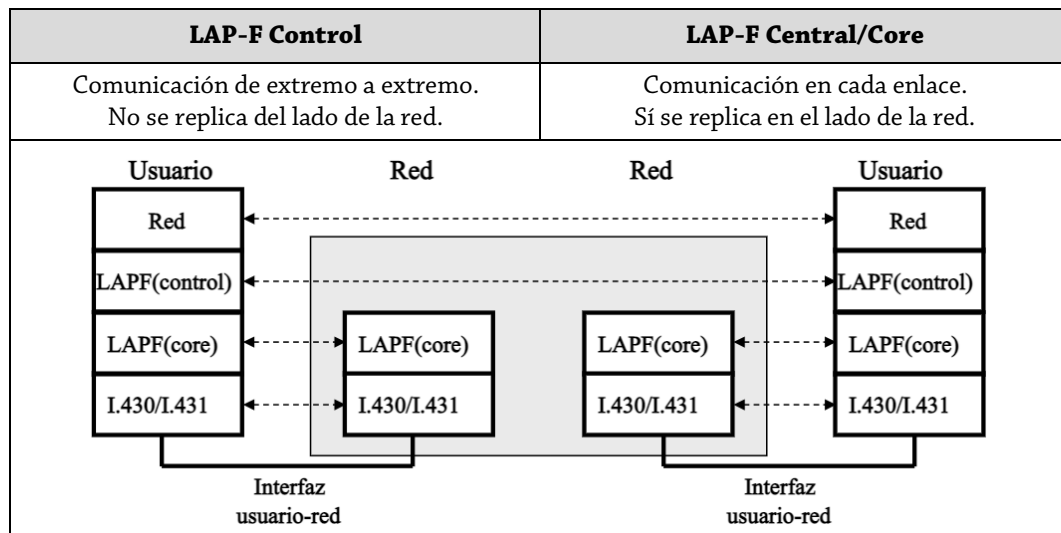 LAP-F Control
LAP-F Central/Core
Comunicación de extremo a extremo.
No se replica del lado de la red.
Comunicación en cada enlace.
Sí se replica en el lado de la red.
Usuario
Red
Red
Usuario
Red
Red
LAPF(control)
LAPF(control)
LAPF(core)
LAPF(core)
LAPF(core)
LAPF(core)
I.430/I.431
I.430/I.431
I.430/I.431
I.430/I.431
Interfaz
usuario-red
Interfaz
usuario-red